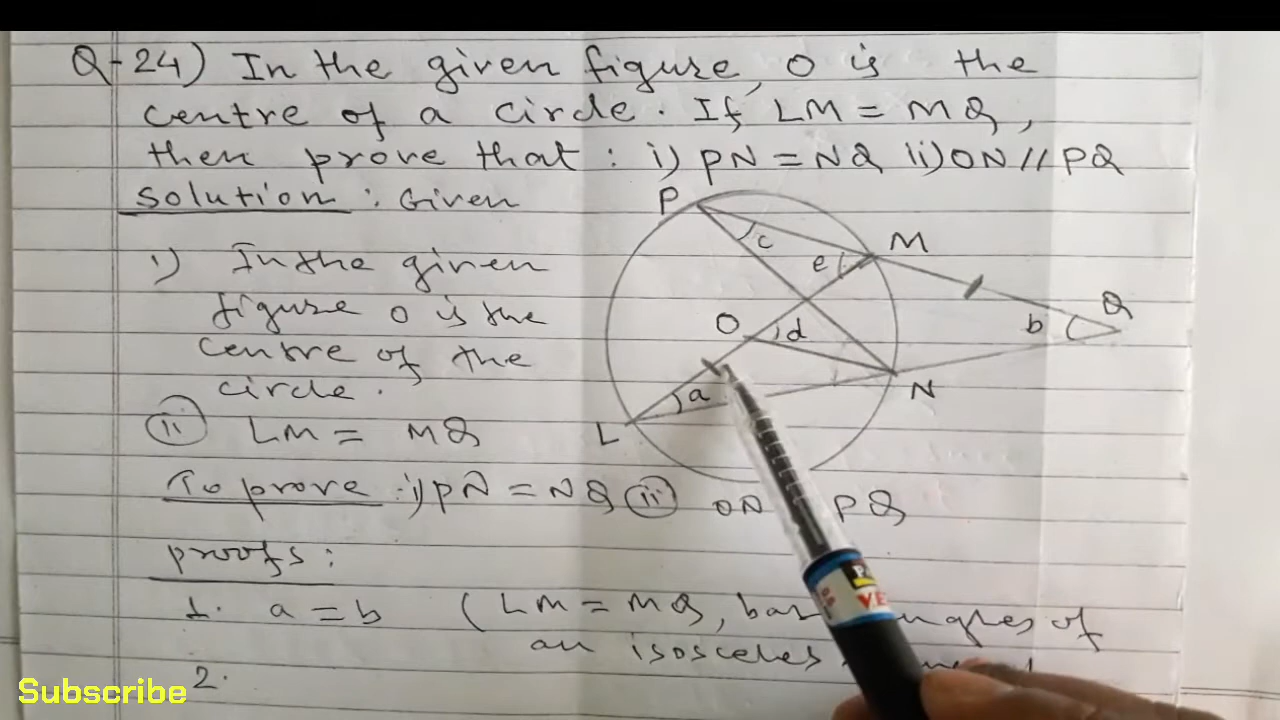 Q-24) In the given figure, O is the
centre of a circle. If LM = MQ,
then prove that : i) PN = NQ ii) ON // PQ
Solution : Given
i) In the given
figure O is the
centre of the
circle.
ii LM = MQ
To prove : i) PN = NQ ii ON PQ
proofs :
1. a = b ( LM = MQ, of
an isosceles
2.
P
c
M
e
O
d
b
Q
a
L
N
Subscribe